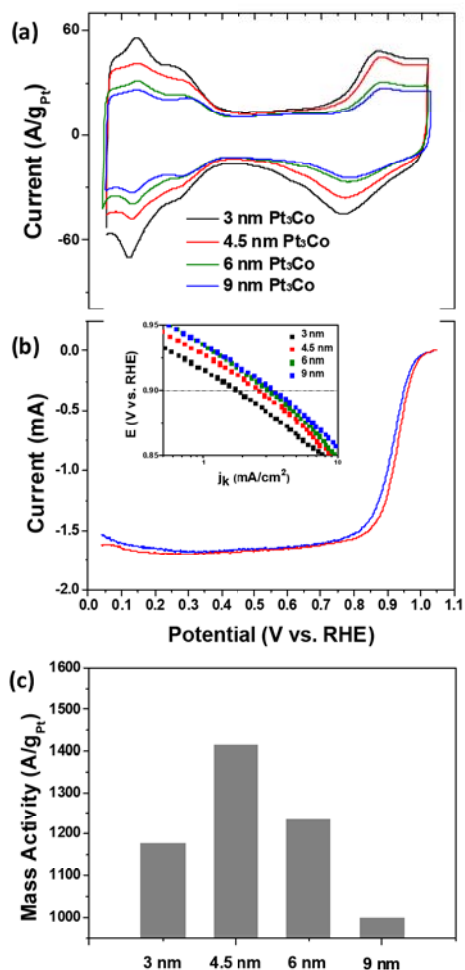 (a)
60
0
-60
Current (A/gPt)
3 nm Pt₃Co
4.5 nm Pt₃Co
6 nm Pt₃Co
9 nm Pt₃Co
(b)
0.0
-0.5
-1.0
-1.5
-2.0
Current (mA)
0.95
0.90
0.85
E (V vs. RHE)
3 nm
4.5 nm
6 nm
9 nm
1 10
jk (mA/cm²)
0.0 0.1 0.2 0.3 0.4 0.5 0.6 0.7 0.8 0.9 1.0 1.1
Potential (V vs. RHE)
(c)
1600
1500
1400
1300
1200
1100
1000
Mass Activity (A/gPt)
3 nm 4.5 nm 6 nm 9 nm